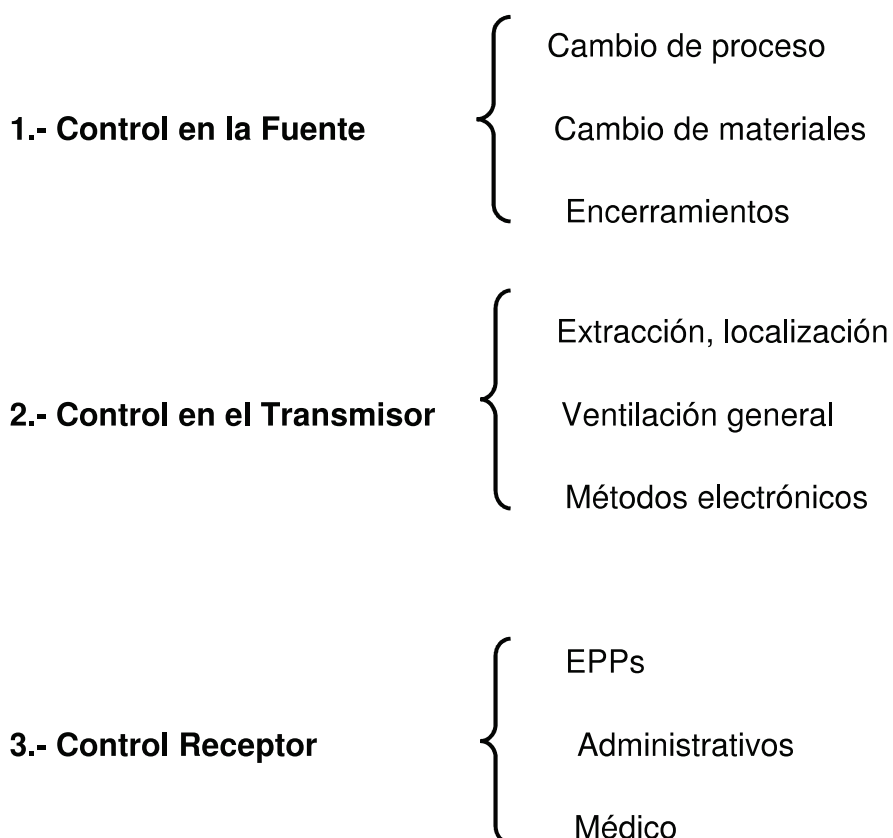 1.- Control en la Fuente
Cambio de proceso
Cambio de materiales
Encerramientos
2.- Control en el Transmisor
Extracción, localización
Ventilación general
Métodos electrónicos
3.- Control Receptor
EPPs
Administrativos
Médico